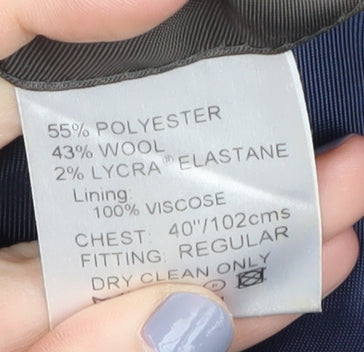 55% POLYESTER
43% WOOL
2% LYCRA® ELASTANE
Lining:
100% VISCOSE
CHEST: 40"/102cms
FITTING: REGULAR
DRY CLEAN ONLY